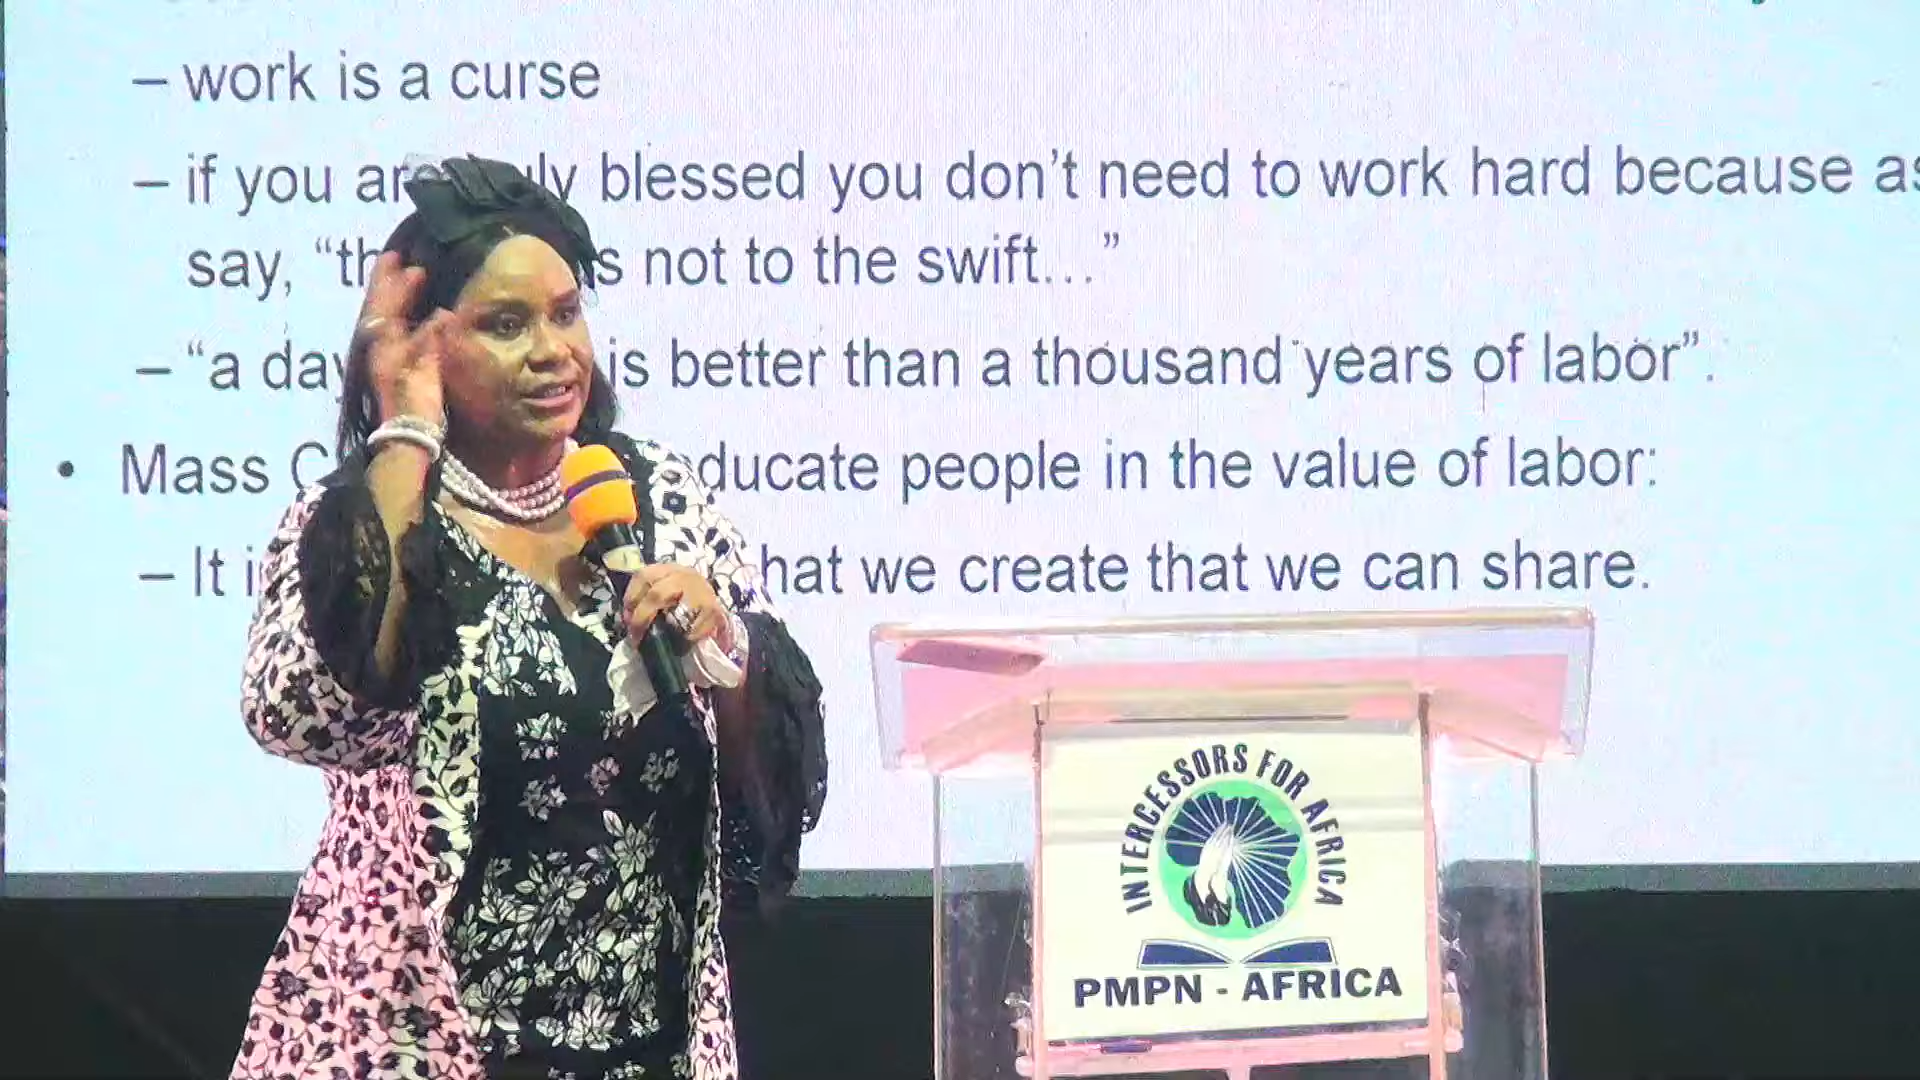 – work is a curse
– if you are blessed you don't need to work hard because as
say, “th s not to the swift…”
– “a day is better than a thousand years of labor”.
• Mass educate people in the value of labor:
– It i hat we create that we can share.
INTERCESSORS FOR AFRICA
PMPN - AFRICA